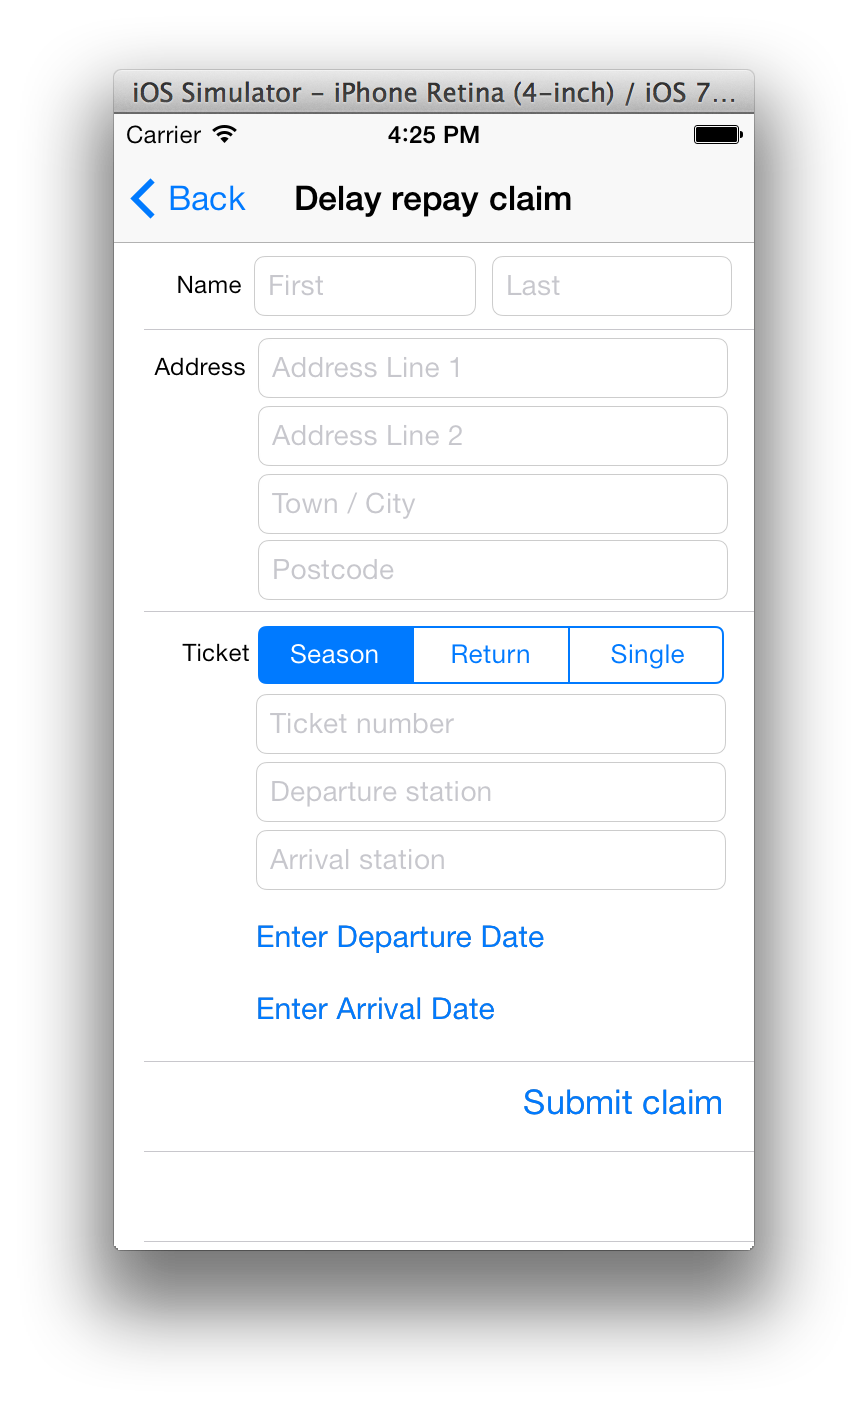 iOS Simulator – iPhone Retina (4-inch) / iOS 7...
Carrier 4:25 PM
Back Delay repay claim
Name First Last
Address Address Line 1
Address Line 2
Town / City
Postcode
Ticket Season Return Single
Ticket number
Departure station
Arrival station
Enter Departure Date
Enter Arrival Date
Submit claim